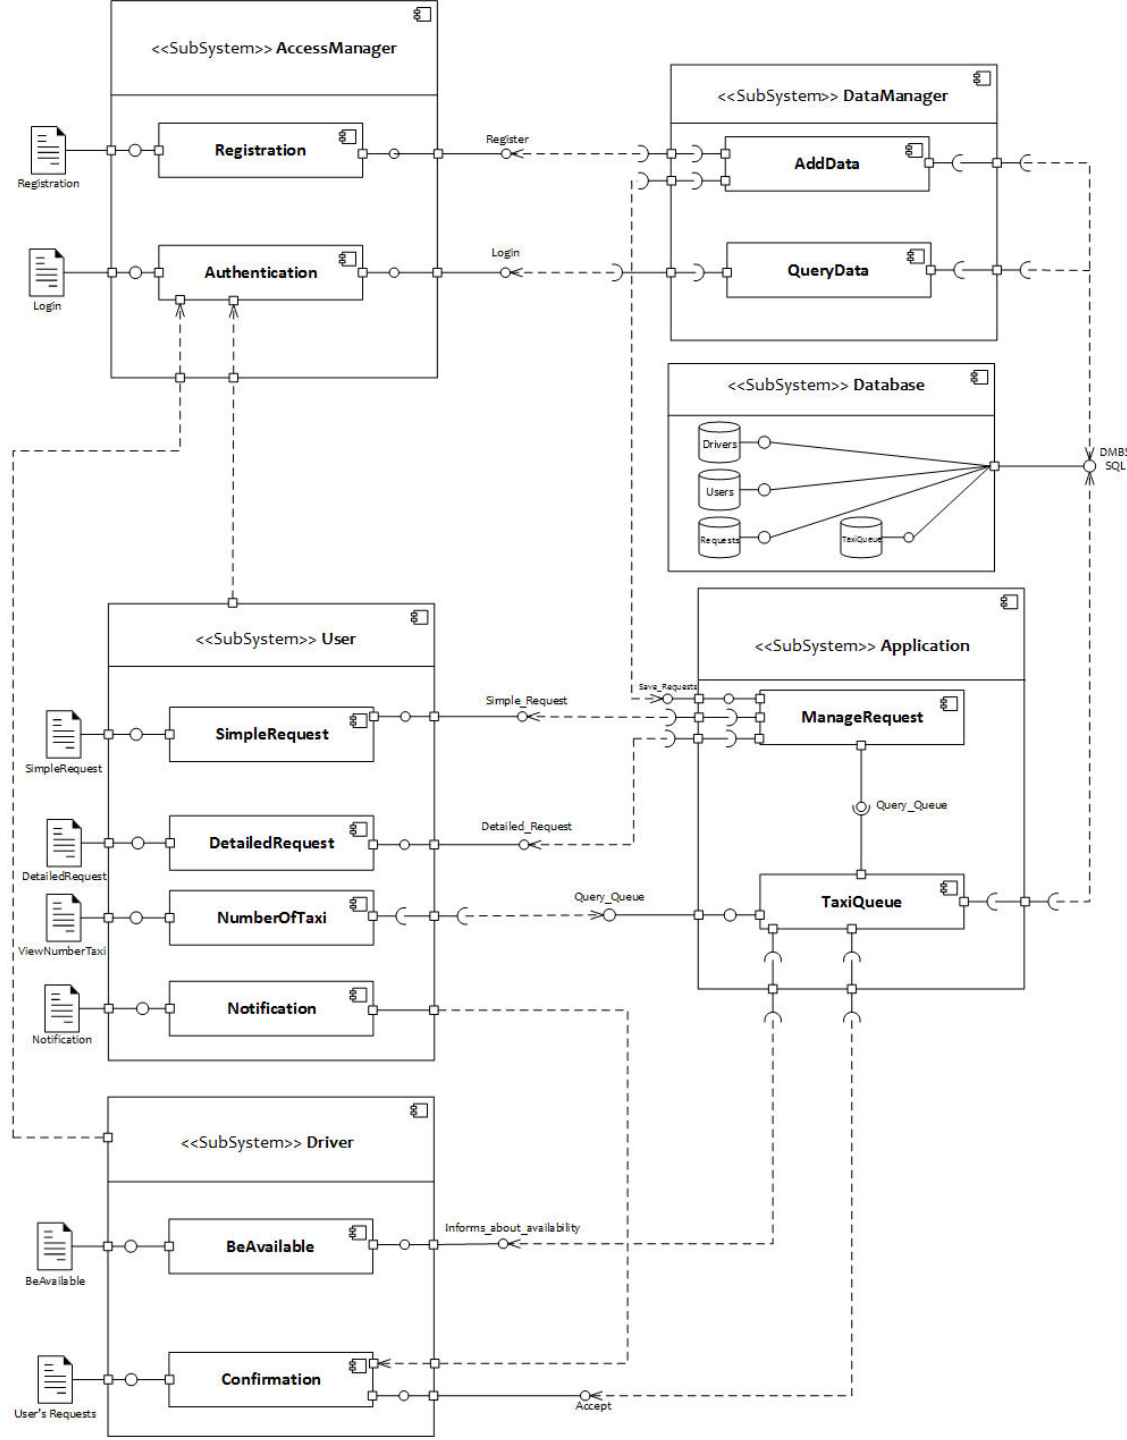 <<SubSystem>> AccessManager
Registration
Registration
Register
Login
Authentication
Login
<<SubSystem>> DataManager
AddData
QueryData
<<SubSystem>> Database
Drivers
Users
Requests
TaxiQueue
DMBS
SQL
<<SubSystem>> User
SimpleRequest
SimpleRequest
Simple_Request
DetailedRequest
DetailedRequest
Detailed_Request
ViewNumberTaxi
NumberOfTaxi
Query_Queue
Notification
Notification
<<SubSystem>> Application
Save_Requests
ManageRequest
Query_Queue
TaxiQueue
<<SubSystem>> Driver
BeAvailable
BeAvailable
Informs_about_availability
User's Requests
Confirmation
Accept